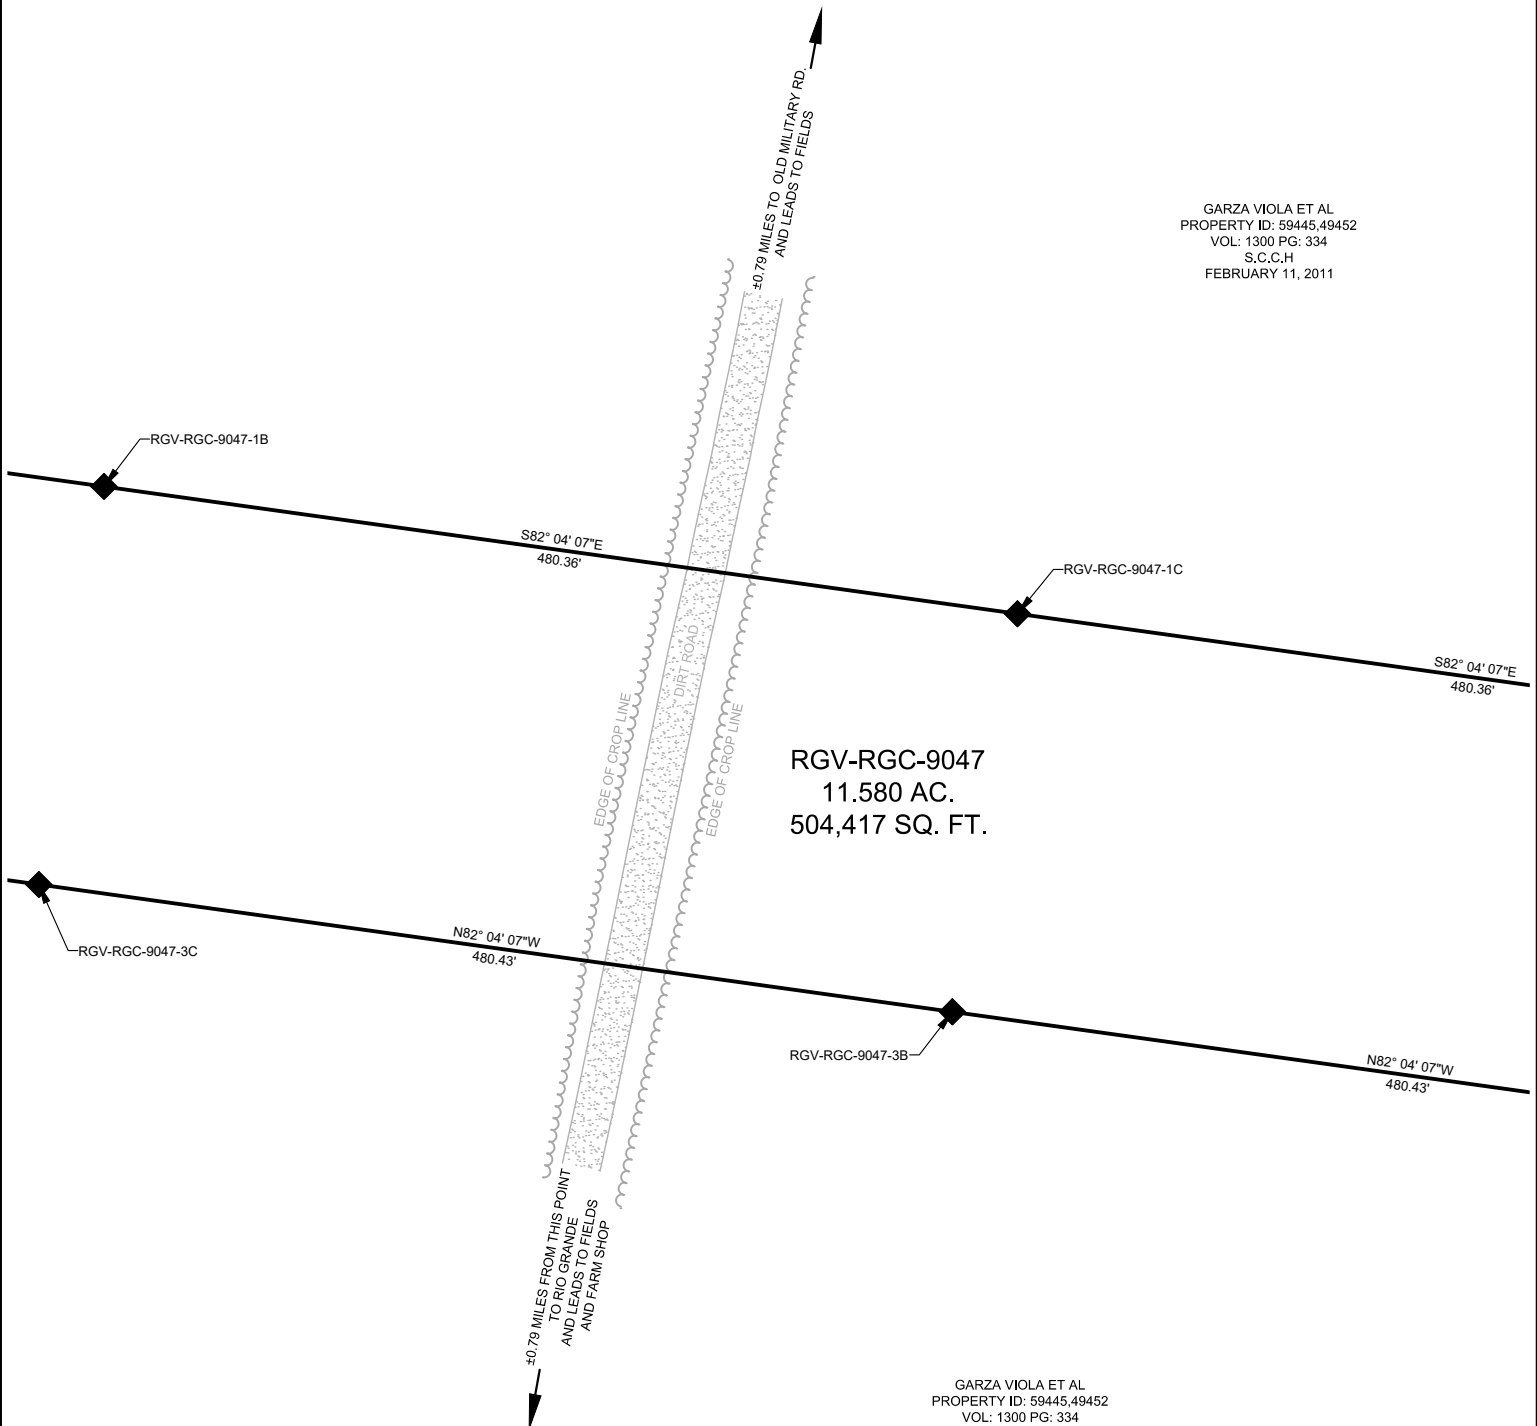 ±0.79 MILES TO OLD MILITARY RD.
AND LEADS TO FIELDS
GARZA VIOLA ET AL
PROPERTY ID: 59445,49452
VOL: 1300 PG: 334
S.C.C.H
FEBRUARY 11, 2011
RGV-RGC-9047-1B
S82° 04' 07"E
480.36'
RGV-RGC-9047-1C
S82° 04' 07"E
480.36'
DIRT ROAD
EDGE OF CROP LINE
EDGE OF CROP LINE
RGV-RGC-9047
11.580 AC.
504,417 SQ. FT.
RGV-RGC-9047-3C
N82° 04' 07"W
480.43'
RGV-RGC-9047-3B
N82° 04' 07"W
480.43'
±0.79 MILES FROM THIS POINT
TO RIO GRANDE
AND LEADS TO FIELDS
AND FARM SHOP
GARZA VIOLA ET AL
PROPERTY ID: 59445,49452
VOL: 1300 PG: 334